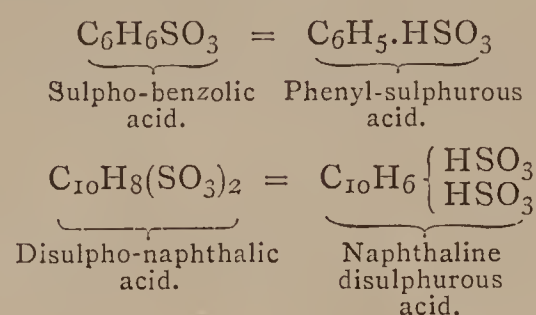 C6H6SO3 = C6H5.HSO3
Sulpho-benzolic Phenyl-sulphurous
acid. acid.
C10H8(SO3)2 = C10H6 { HSO3
HSO3
Disulpho-naphthalic Naphthaline
acid. disulphurous
acid.